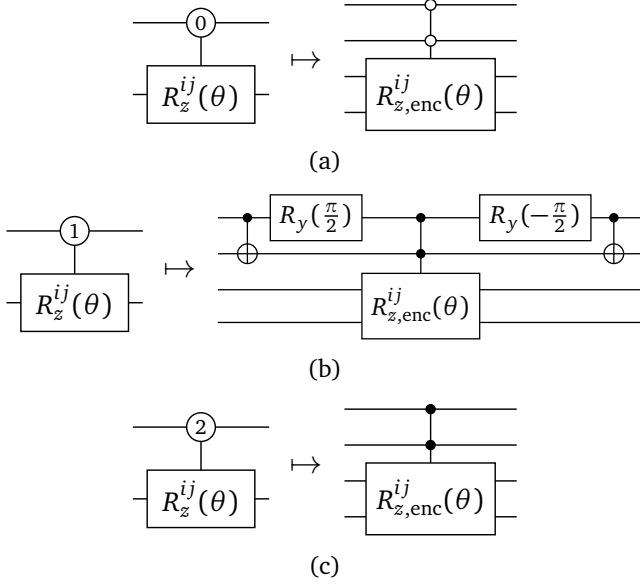 0
R_z^{ij}(θ) ↦ R_{z,enc}^{ij}(θ)
(a)
R_y(π/2) R_y(−π/2)
1
R_z^{ij}(θ) ↦ R_{z,enc}^{ij}(θ)
(b)
2
R_z^{ij}(θ) ↦ R_{z,enc}^{ij}(θ)
(c)